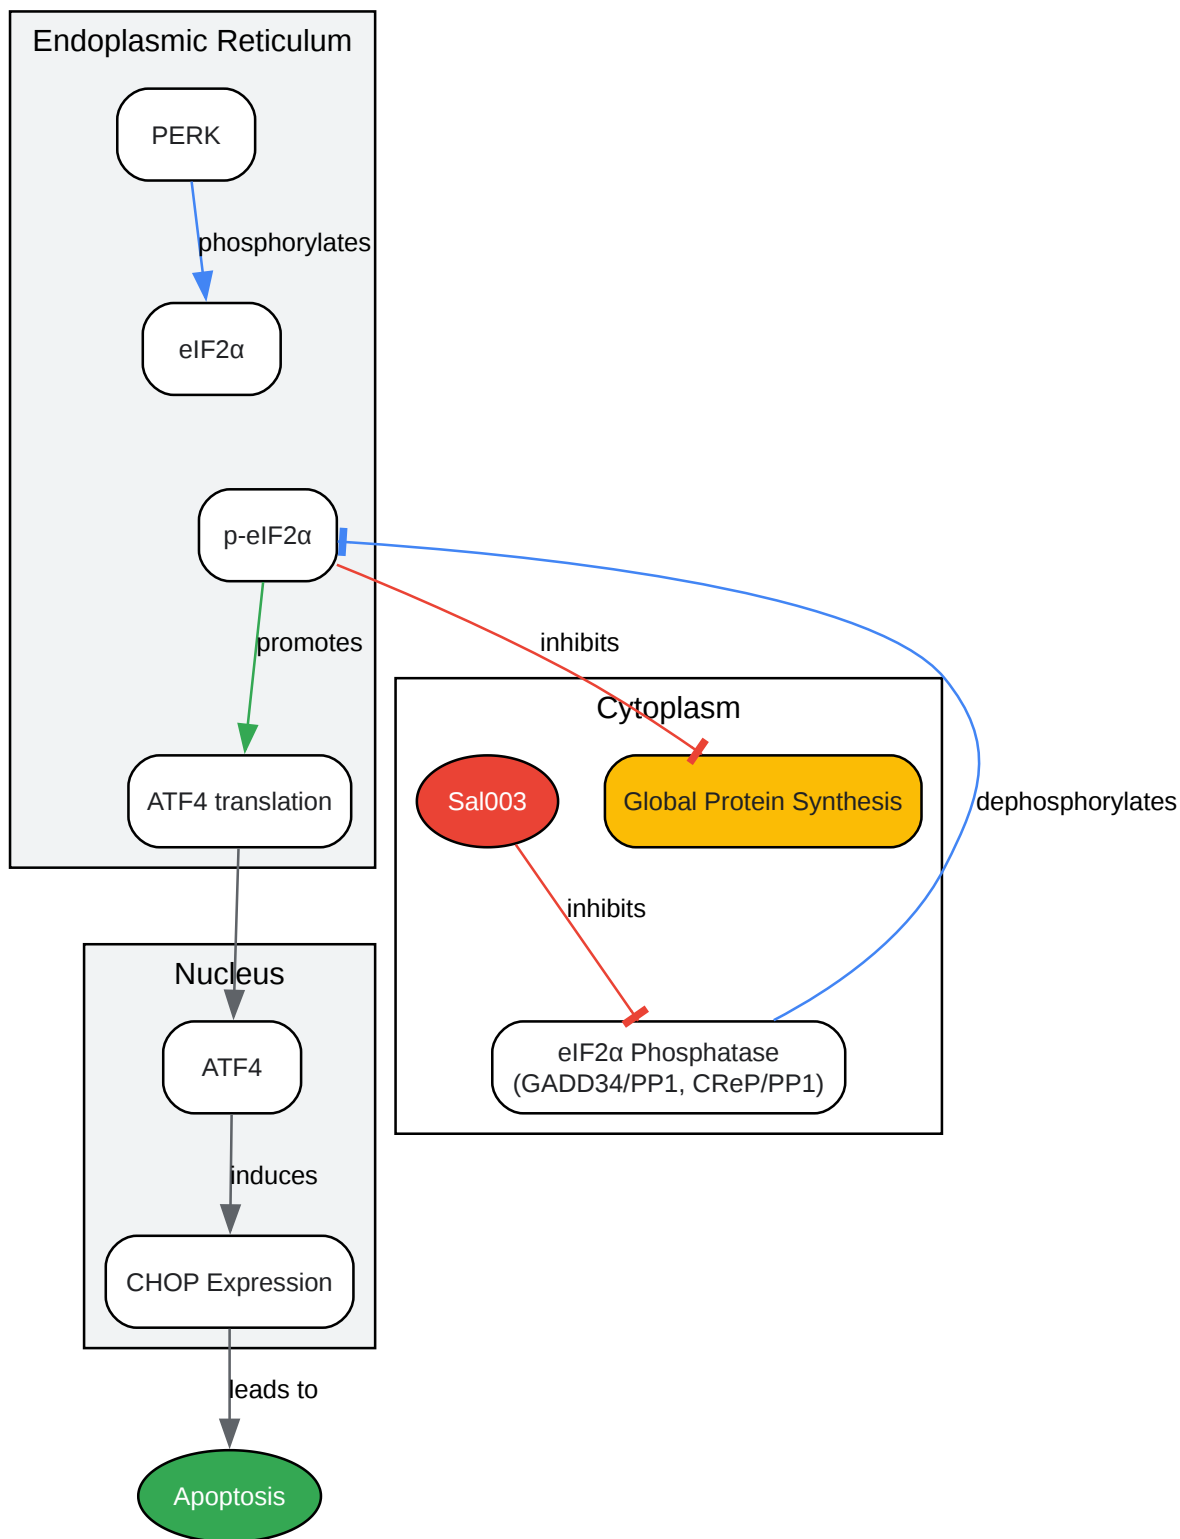 Endoplasmic Reticulum
PERK
phosphorylates
eIF2α
p-eIF2α
promotes
inhibits
Cytoplasm
ATF4 translation
Sal003
Global Protein Synthesis
dephosphorylates
inhibits
Nucleus
ATF4
eIF2α Phosphatase
(GADD34/PP1, CReP/PP1)
induces
CHOP Expression
leads to
Apoptosis